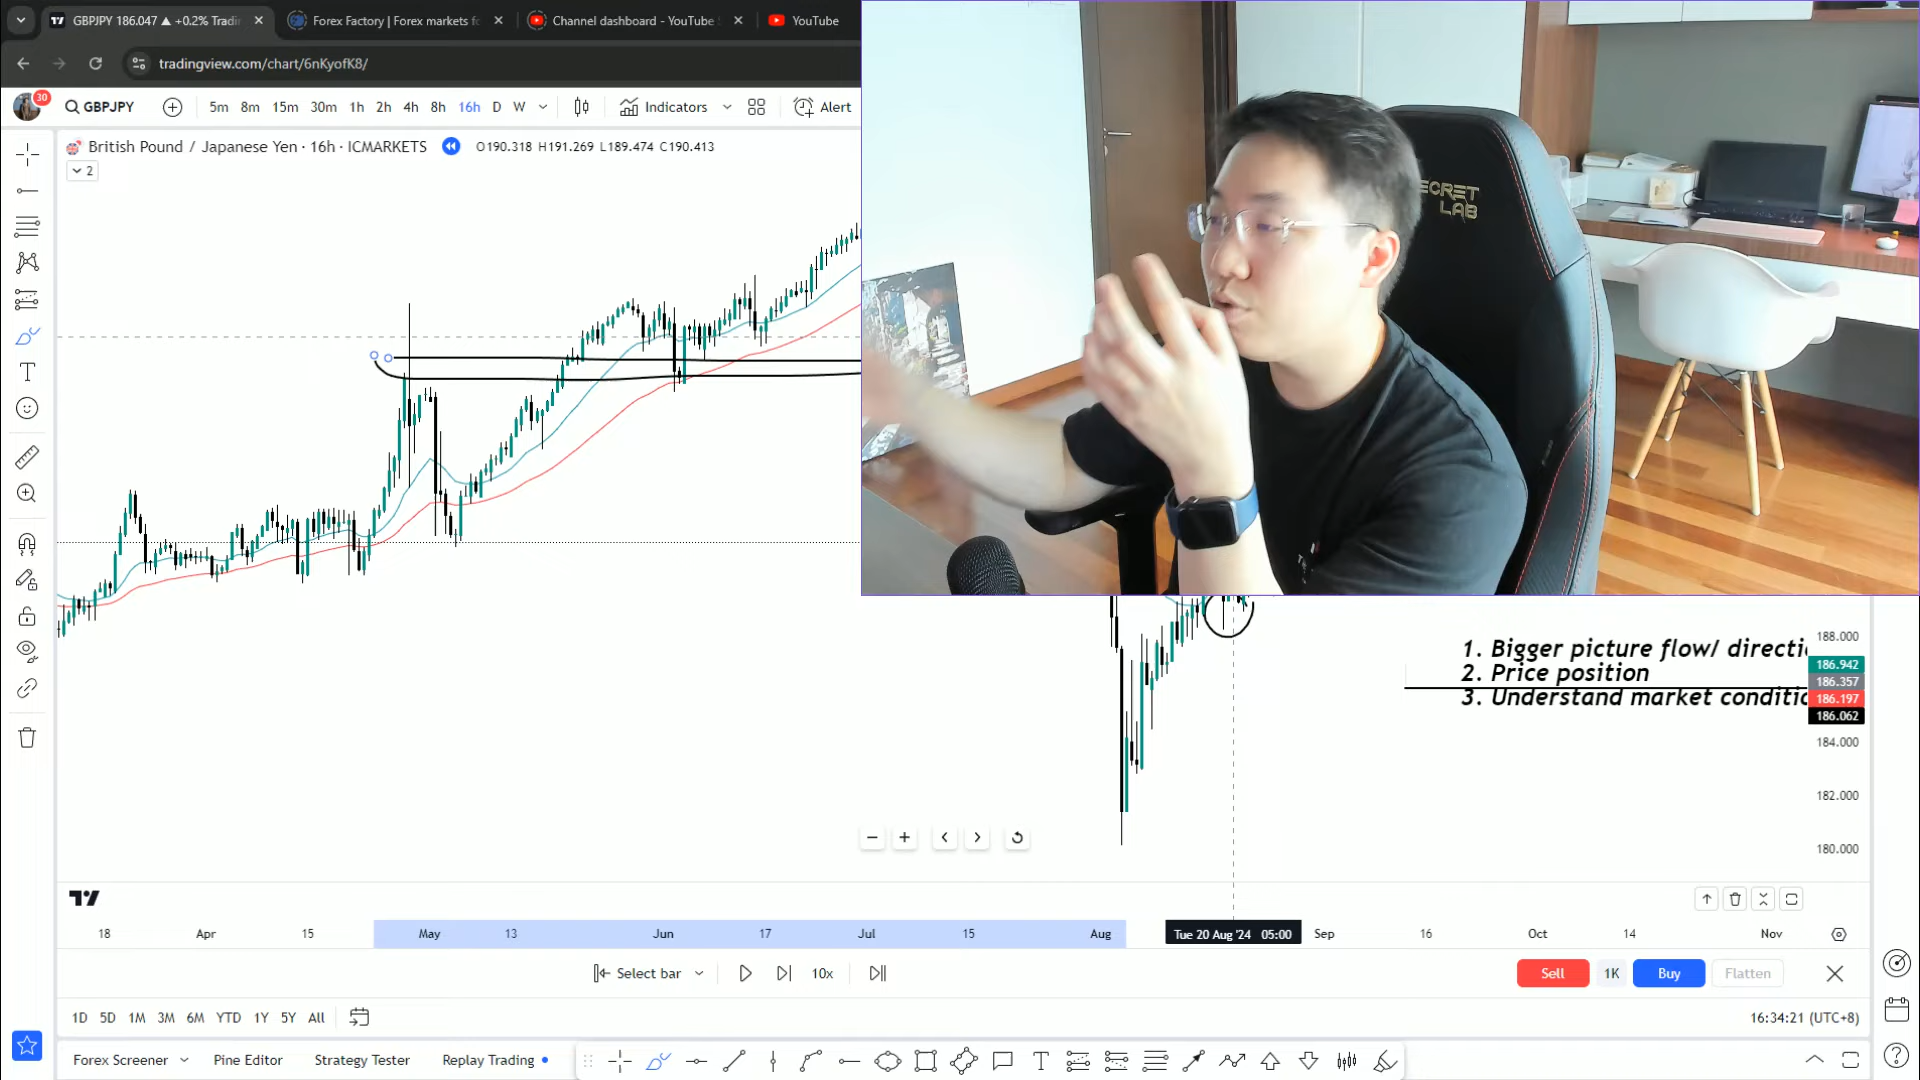 GBPJPY 186.047 ▲ +0.2% Tradi
Forex Factory | Forex markets fo
Channel dashboard - YouTube
YouTube
tradingview.com/chart/6nKyofK8/
30
GBPJPY
5m 8m 15m 30m 1h 2h 4h 8h 16h D W
Indicators
Alert
British Pound / Japanese Yen · 16h · ICMARKETS
O190.318 H191.269 L189.474 C190.413
2
SECRET
LAB
1. Bigger picture flow/ directi
2. Price position
3. Understand market conditio
188.000
186.942
186.357
186.197
186.062
184.000
182.000
180.000
18 Apr 15 May 13 Jun 17 Jul 15 Aug Tue 20 Aug '24 05:00 Sep 16 Oct 14 Nov
Select bar
10x
Sell 1K Buy Flatten
1D 5D 1M 3M 6M YTD 1Y 5Y All
16:34:21 (UTC+8)
Forex Screener Pine Editor Strategy Tester Replay Trading